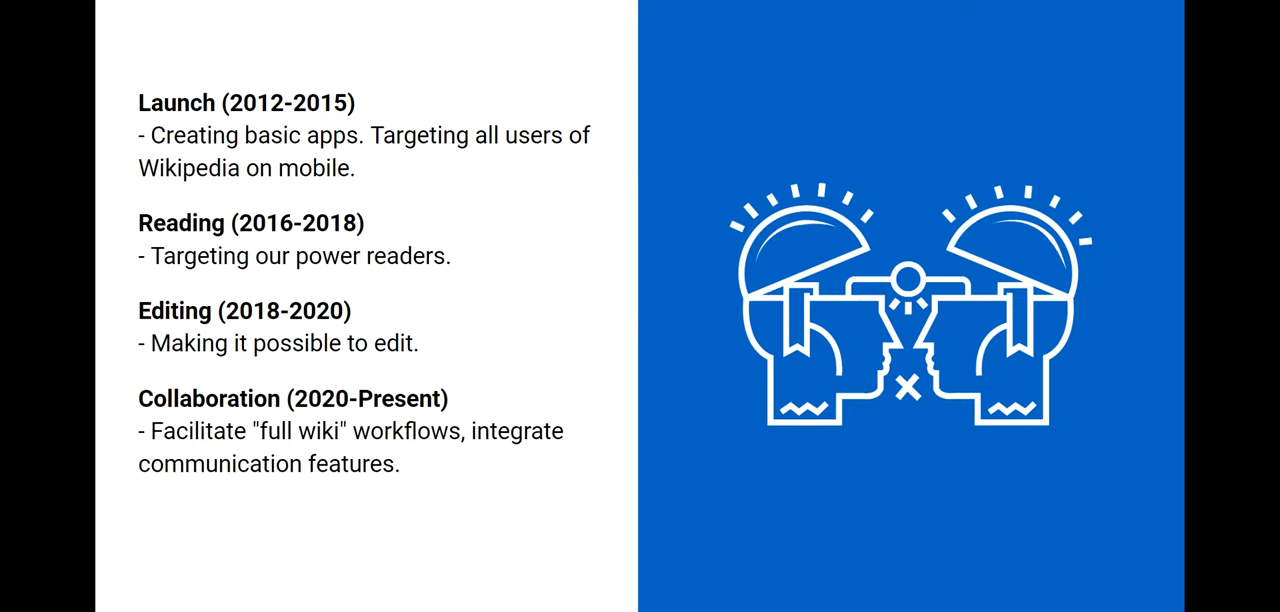 Launch (2012-2015)
- Creating basic apps. Targeting all users of
Wikipedia on mobile.
Reading (2016-2018)
- Targeting our power readers.
Editing (2018-2020)
- Making it possible to edit.
Collaboration (2020-Present)
- Facilitate "full wiki" workflows, integrate
communication features.